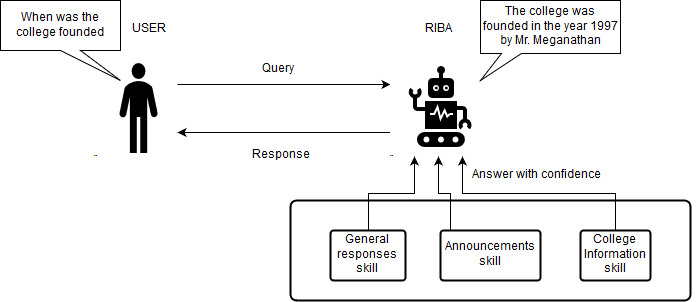 When was the
college founded
USER
RIBA
The college was
founded in the year 1997
by Mr. Meganathan
Query
Response
Answer with confidence
General
responses
skill
Announcements
skill
College
Information
skill